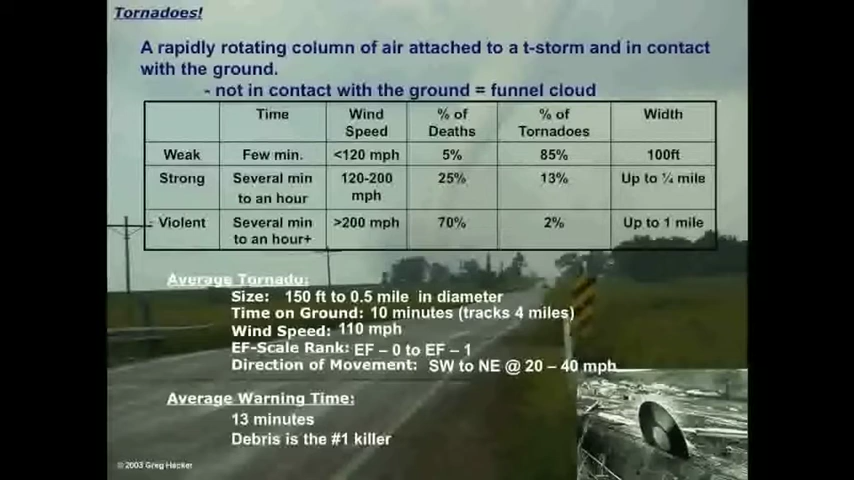 Tornadoes!
A rapidly rotating column of air attached to a t-storm and in contact
with the ground.
- not in contact with the ground = funnel cloud
Time Wind Speed % of Deaths % of Tornadoes Width
Weak Few min. <120 mph 5% 85% 100ft
Strong Several min to an hour 120-200 mph 25% 13% Up to ¼ mile
Violent Several min to an hour+ >200 mph 70% 2% Up to 1 mile
Average Tornado:
Size: 150 ft to 0.5 mile in diameter
Time on Ground: 10 minutes (tracks 4 miles)
Wind Speed: 110 mph
EF-Scale Rank: EF – 0 to EF – 1
Direction of Movement: SW to NE @ 20 – 40 mph
Average Warning Time:
13 minutes
Debris is the #1 killer
© 2003 Greg Hacker